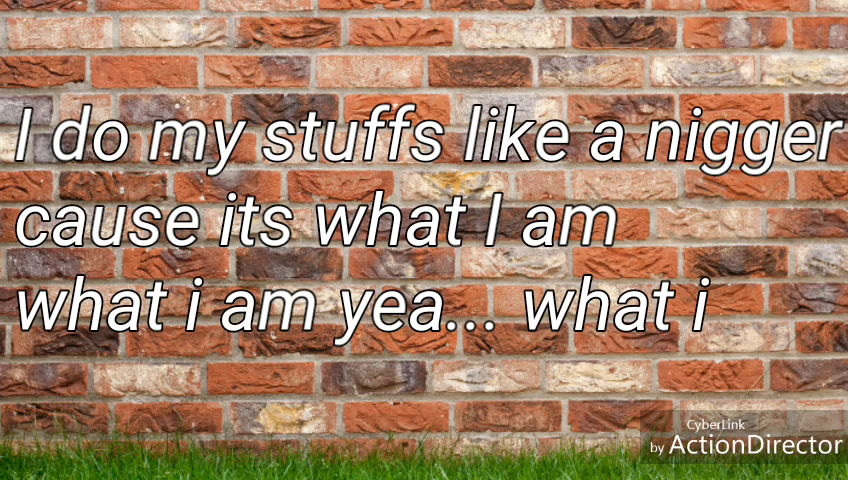 I do my stuffs like a nigger
cause its what I am
what i am yea... what i
CyberLink
by ActionDirector